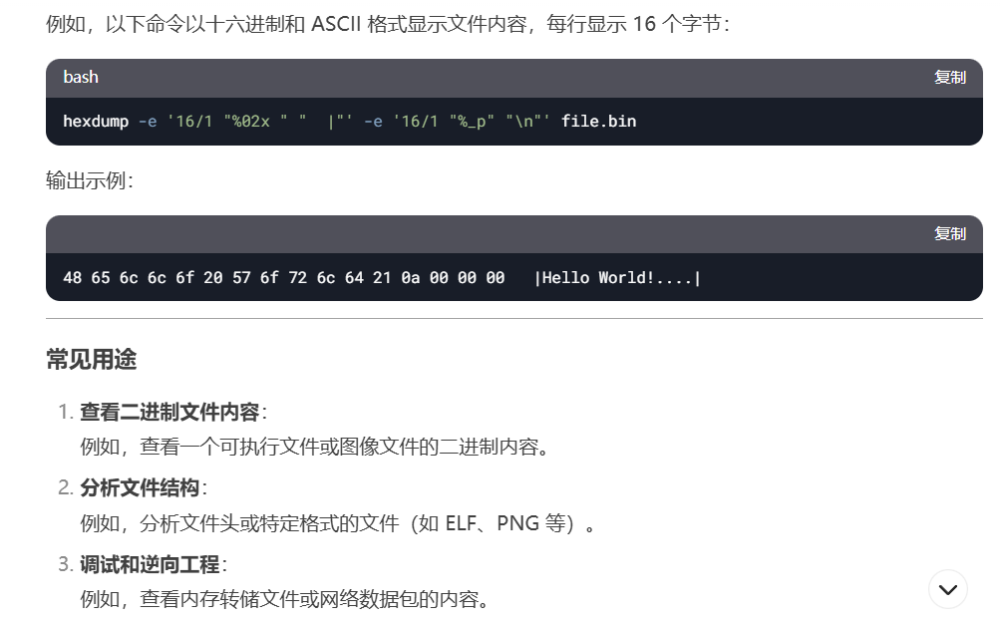 例如，以下命令以十六进制和 ASCII 格式显示文件内容，每行显示 16 个字节：
bash
复制
hexdump -e '16/1 "%02x " "  |"' -e '16/1 "%_p" "\n"' file.bin
输出示例：
复制
48 65 6c 6c 6f 20 57 6f 72 6c 64 21 0a 00 00 00   |Hello World!....|
常见用途
1. 查看二进制文件内容：
例如，查看一个可执行文件或图像文件的二进制内容。
2. 分析文件结构：
例如，分析文件头或特定格式的文件（如 ELF、PNG 等）。
3. 调试和逆向工程：
例如，查看内存转储文件或网络数据包的内容。